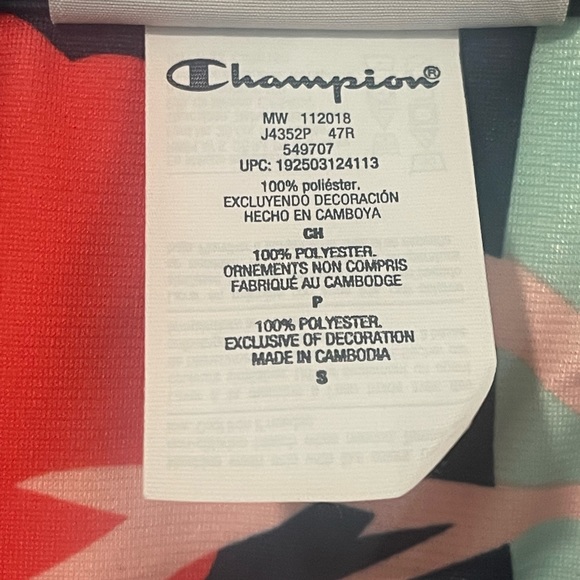 Champion®
MW 112018
J4352P 47R
549707
UPC: 192503124113
100% poliéster.
EXCLUYENDO DECORACIÓN
HECHO EN CAMBOYA
CH
100% POLYESTER.
ORNEMENTS NON COMPRIS
FABRIQUÉ AU CAMBODGE
P
100% POLYESTER.
EXCLUSIVE OF DECORATION
MADE IN CAMBODIA
S